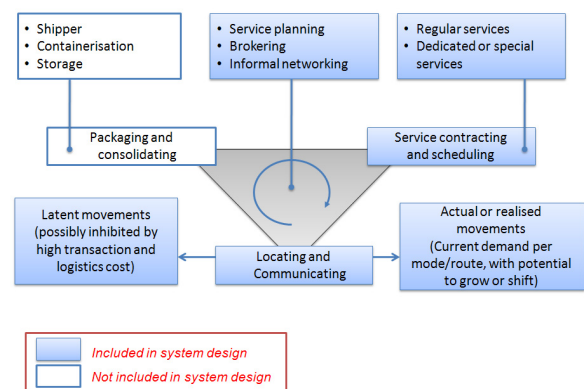 • Shipper
• Containerisation
• Storage
• Service planning
• Brokering
• Informal networking
• Regular services
• Dedicated or special
services
Packaging and
consolidating
Service contracting
and scheduling
Latent movements
(possibly inhibited by
high transaction and
logistics cost)
Locating and
Communicating
Actual or realised
movements
(Current demand per
mode/route, with potential
to grow or shift)
Included in system design
Not included in system design